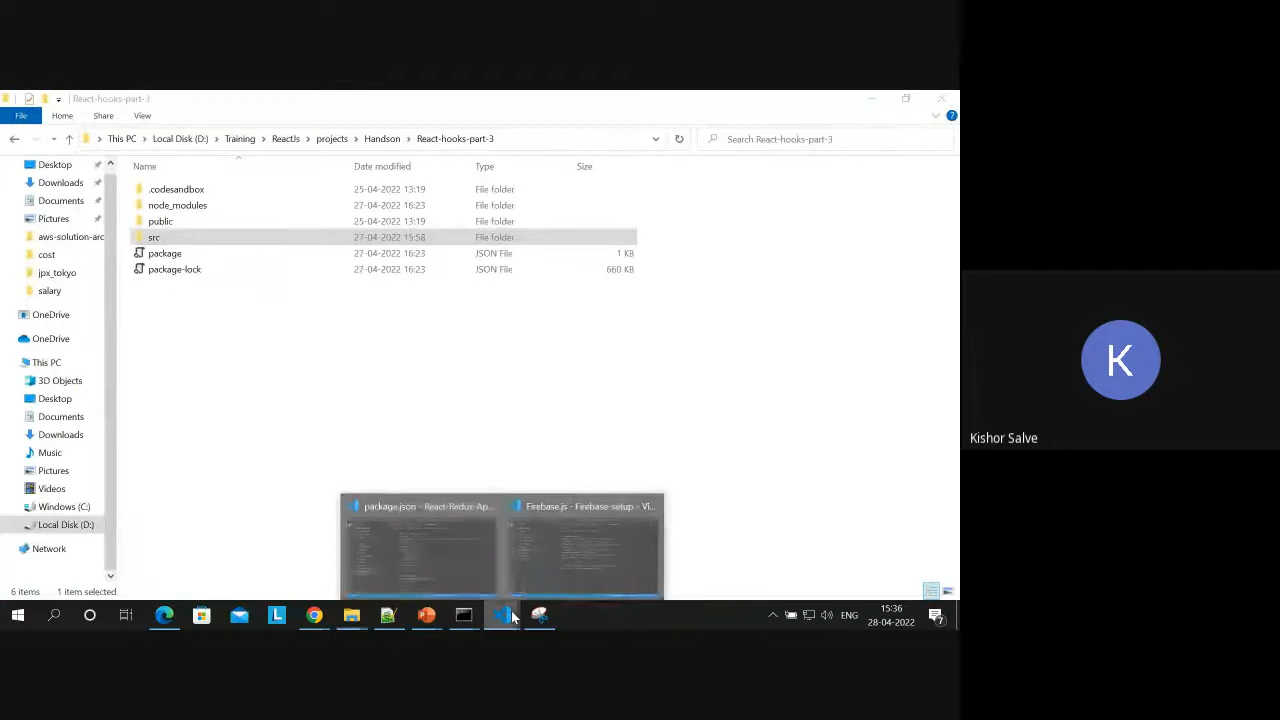 React-hooks-part-3
File Home Share View
This PC Local Disk (D:) Training ReactJs projects Handson React-hooks-part-3
Search React-hooks-part-3
Name Date modified Type Size
.codesandbox 25-04-2022 13:19 File folder
node_modules 27-04-2022 16:23 File folder
public 25-04-2022 13:19 File folder
src 27-04-2022 15:58 File folder
package 27-04-2022 16:23 JSON File 1 KB
package-lock 27-04-2022 16:23 JSON File 660 KB
Desktop
Downloads
Documents
Pictures
aws-solution-arc
cost
jpx_tokyo
salary
OneDrive
OneDrive
This PC
3D Objects
Desktop
Documents
Downloads
Music
Pictures
Videos
Windows (C:)
Local Disk (D:)
Network
6 items 1 item selected
package.json - React-Redux-Ap...
Firebase.js - Firebase-setup - Vi...
ENG
15:36
28-04-2022
7
K
Kishor Salve